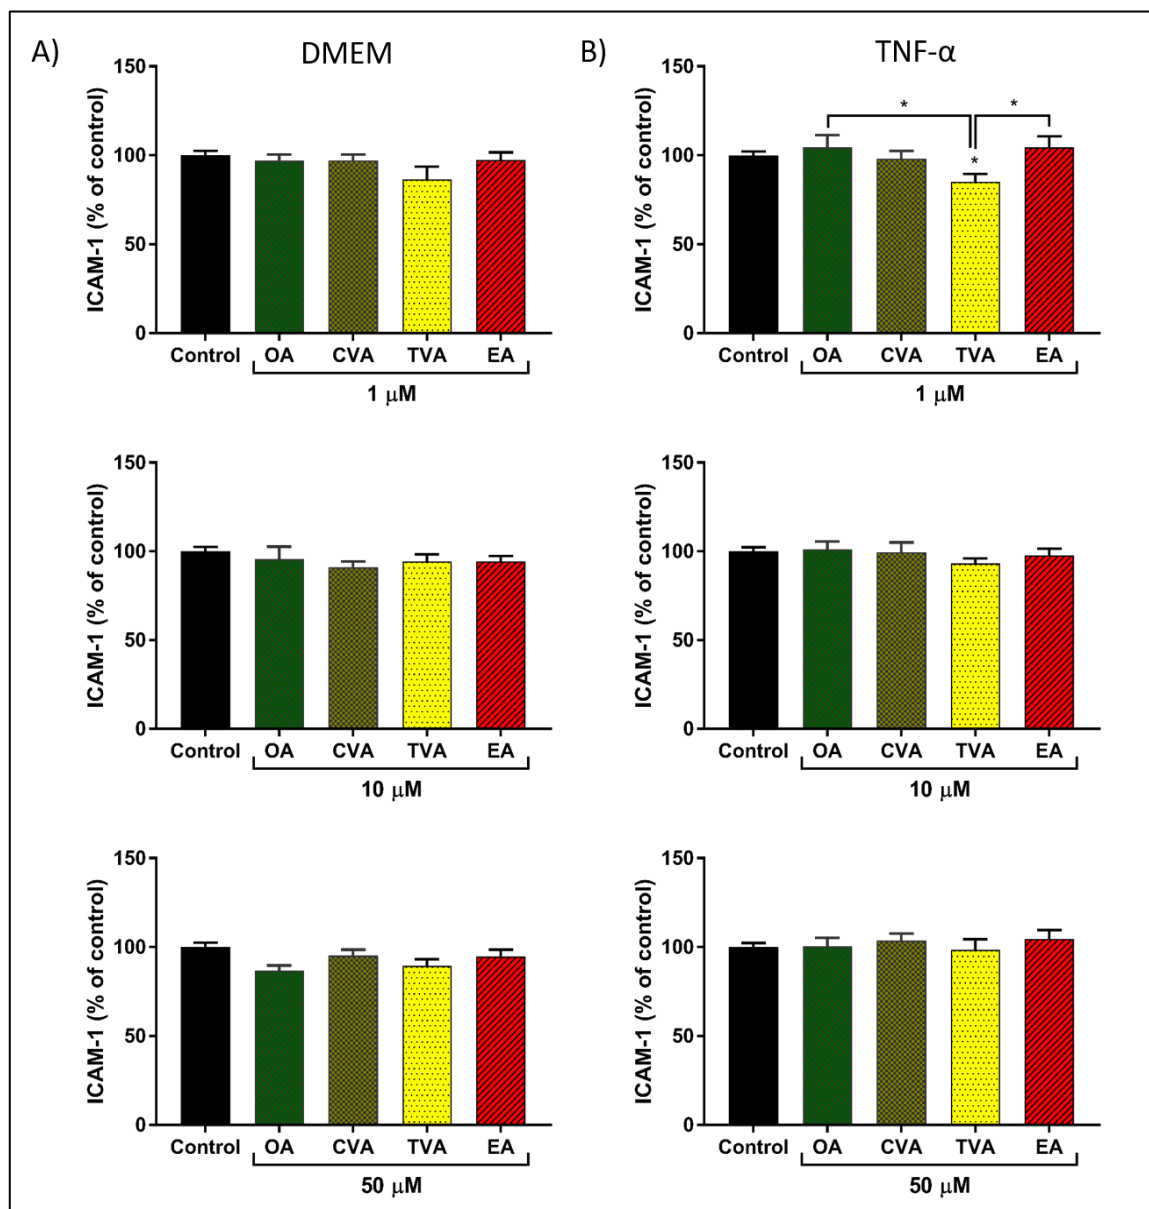 A)
DMEM
ICAM-1 (% of control)
150
100
50
0
Control OA CVA TVA EA
1 μM
B)
TNF-α
ICAM-1 (% of control)
150
100
50
0
* *
*
Control OA CVA TVA EA
1 μM
ICAM-1 (% of control)
150
100
50
0
Control OA CVA TVA EA
10 μM
ICAM-1 (% of control)
150
100
50
0
Control OA CVA TVA EA
10 μM
ICAM-1 (% of control)
150
100
50
0
Control OA CVA TVA EA
50 μM
ICAM-1 (% of control)
150
100
50
0
Control OA CVA TVA EA
50 μM